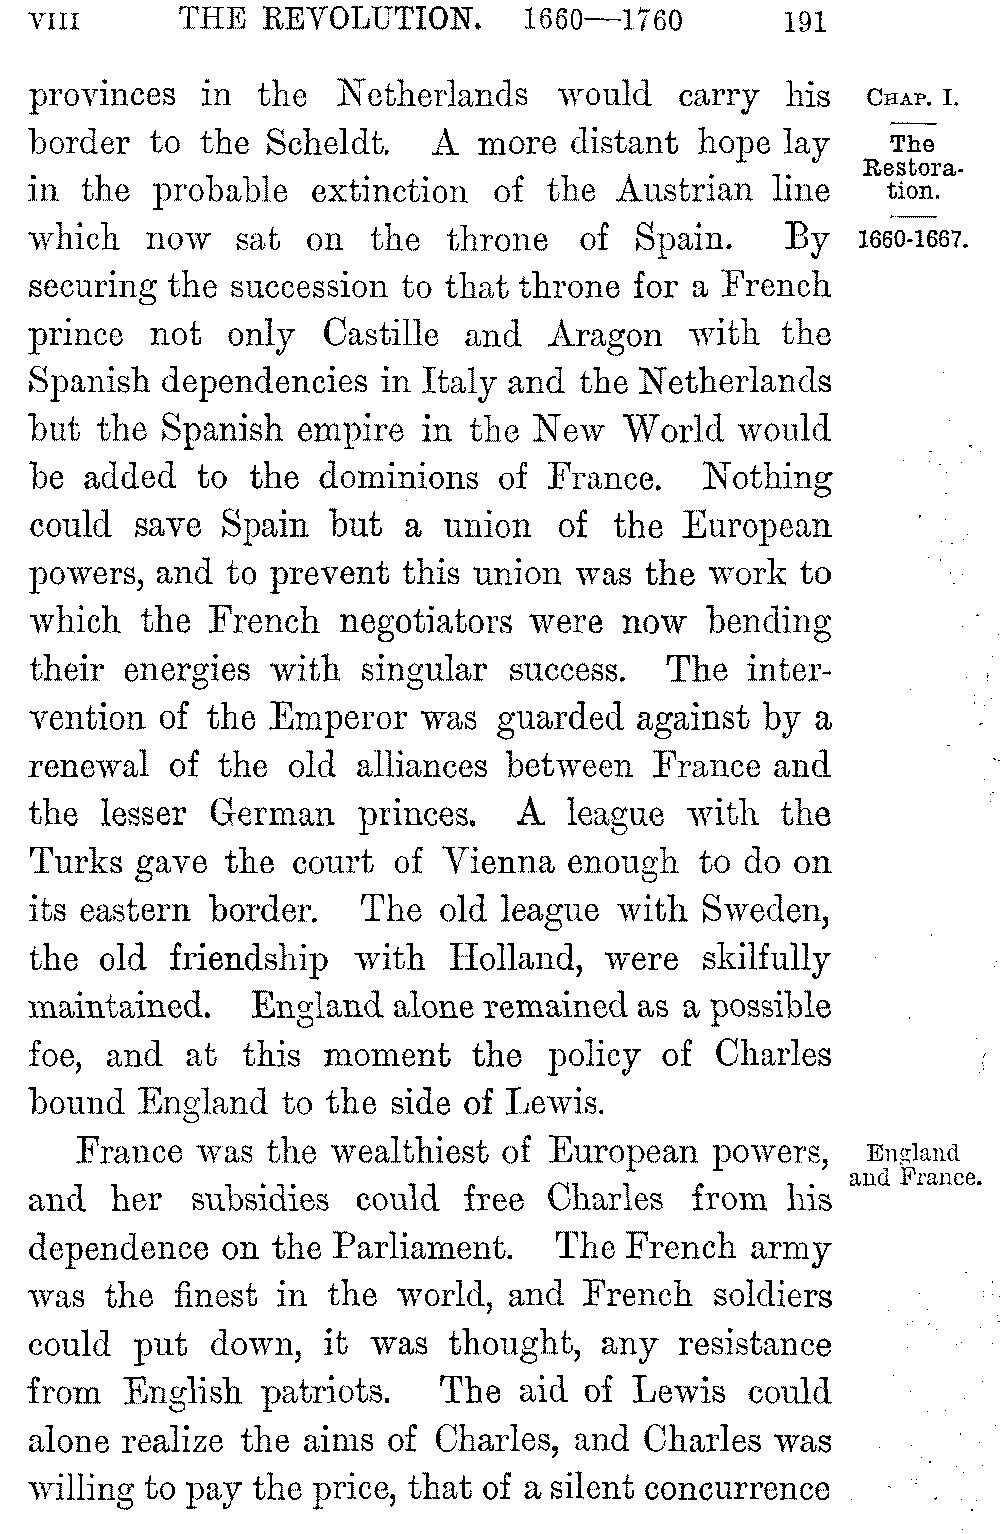 VIII THE REVOLUTION. 1660—1760 191
provinces in the Netherlands would carry his
border to the Scheldt. A more distant hope lay
in the probable extinction of the Austrian line
which now sat on the throne of Spain. By
securing the succession to that throne for a French
prince not only Castille and Aragon with the
Spanish dependencies in Italy and the Netherlands
but the Spanish empire in the New World would
be added to the dominions of France. Nothing
could save Spain but a union of the European
powers, and to prevent this union was the work to
which the French negotiators were now bending
their energies with singular success. The inter-
vention of the Emperor was guarded against by a
renewal of the old alliances between France and
the lesser German princes. A league with the
Turks gave the court of Vienna enough to do on
its eastern border. The old league with Sweden,
the old friendship with Holland, were skilfully
maintained. England alone remained as a possible
foe, and at this moment the policy of Charles
bound England to the side of Lewis.
France was the wealthiest of European powers,
and her subsidies could free Charles from his
dependence on the Parliament. The French army
was the finest in the world, and French soldiers
could put down, it was thought, any resistance
from English patriots. The aid of Lewis could
alone realize the aims of Charles, and Charles was
willing to pay the price, that of a silent concurrence
CHAP. I.
The
Restora-
tion.
1660-1667.
England
and France.